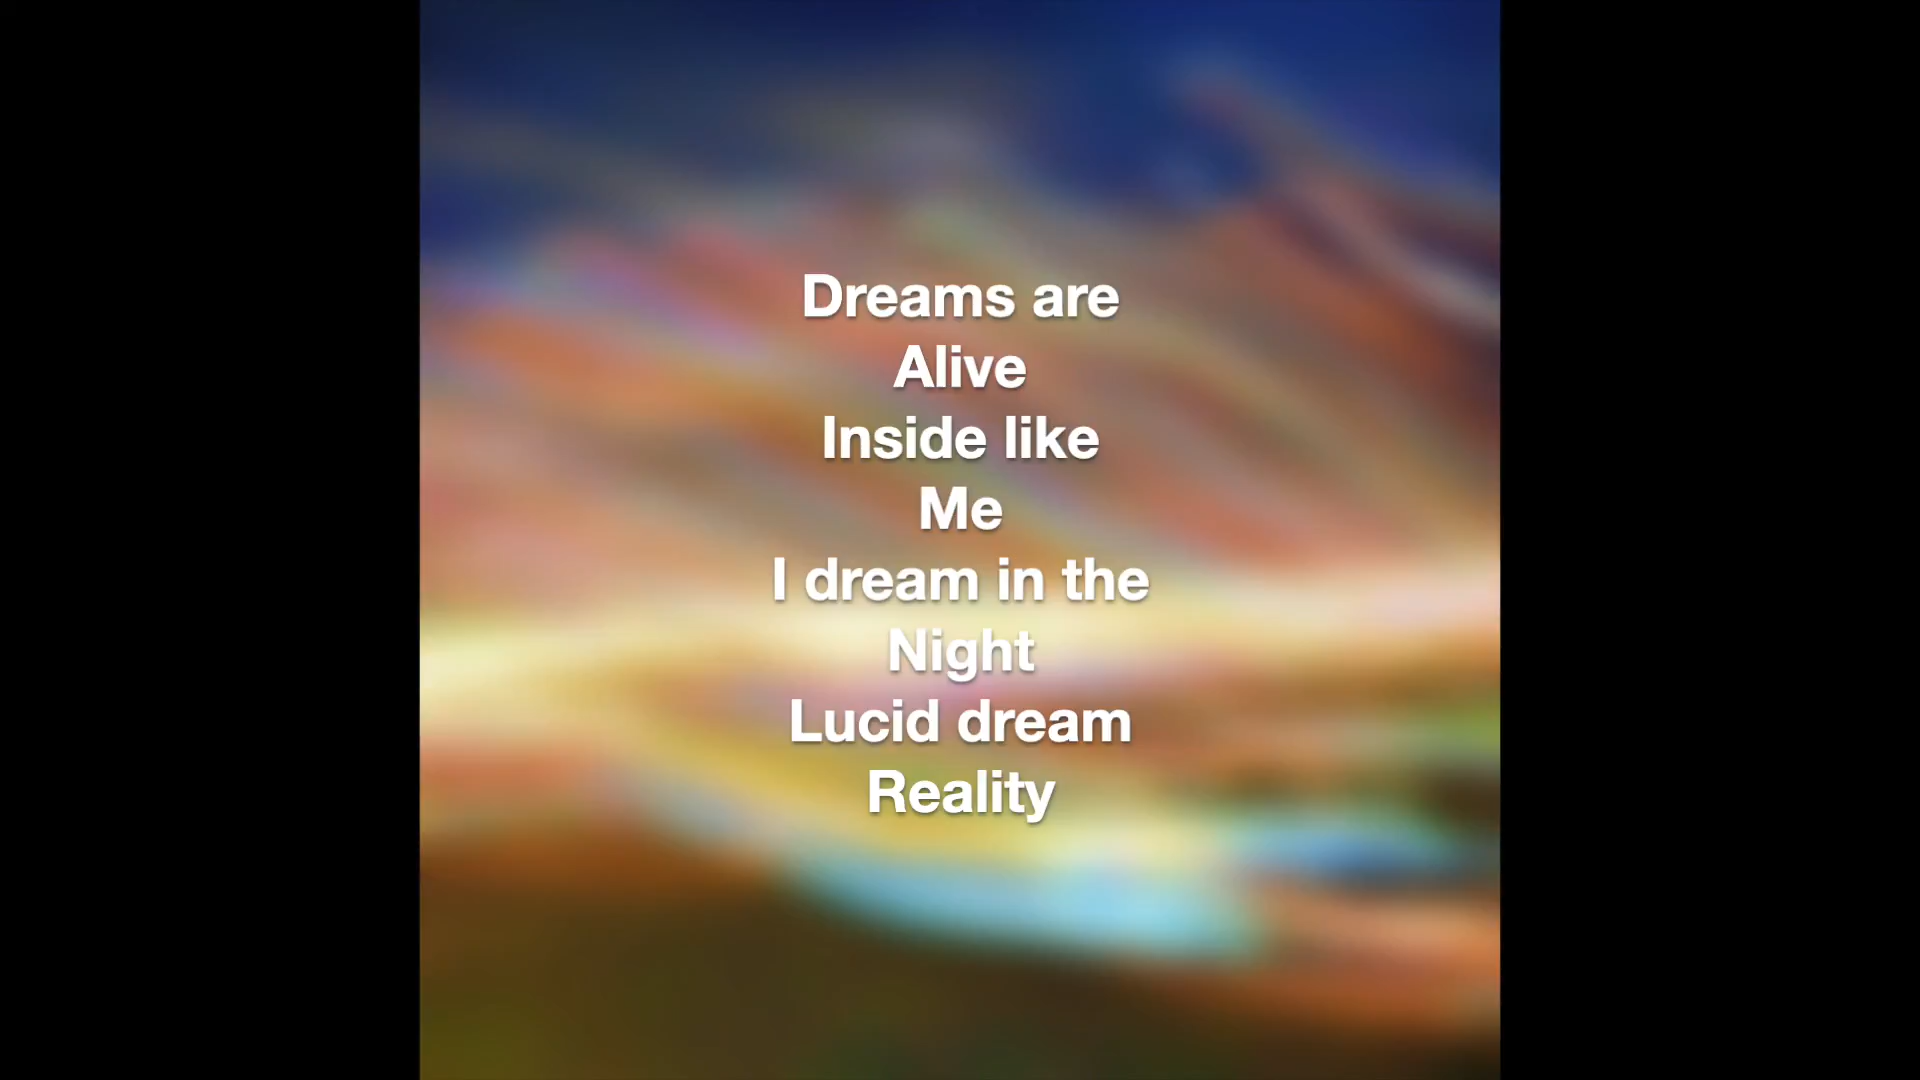 Dreams are
Alive
Inside like
Me
I dream in the
Night
Lucid dream
Reality